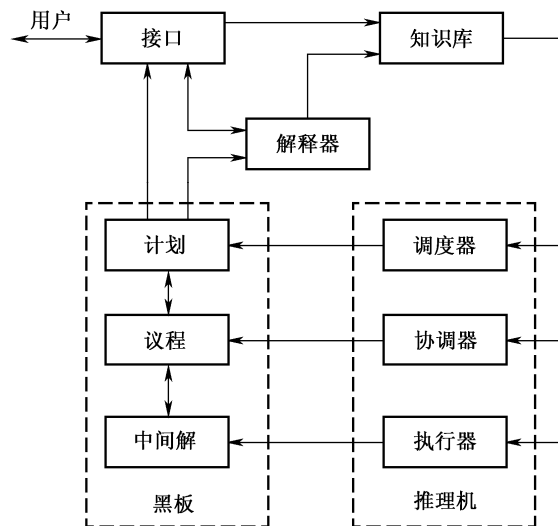 用户
接口
知识库
解释器
计划
调度器
议程
协调器
中间解
执行器
黑板
推理机